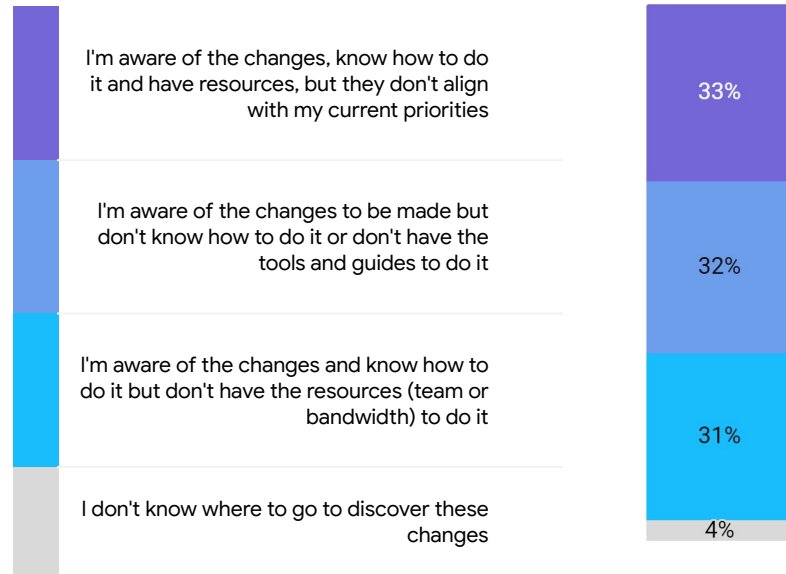 I'm aware of the changes, know how to do
it and have resources, but they don't align
with my current priorities
33%
I'm aware of the changes to be made but
don't know how to do it or don't have the
tools and guides to do it
32%
I'm aware of the changes and know how to
do it but don't have the resources (team or
bandwidth) to do it
31%
I don't know where to go to discover these
changes
4%